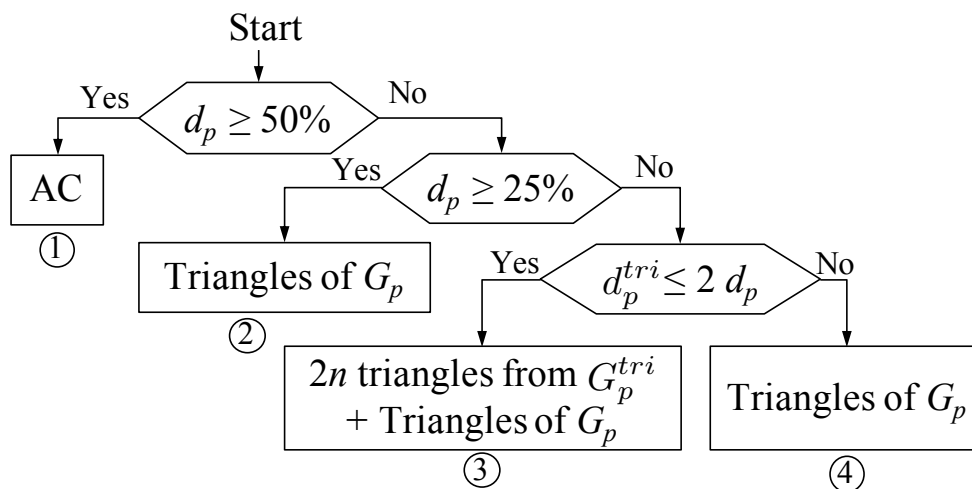 Start
Yes
No
d_p ≥ 50%
Yes
No
AC
d_p ≥ 25%
①
Yes
No
Triangles of G_p
d_p^{tri} ≤ 2 d_p
②
2n triangles from G_p^{tri}
+ Triangles of G_p
Triangles of G_p
③
④